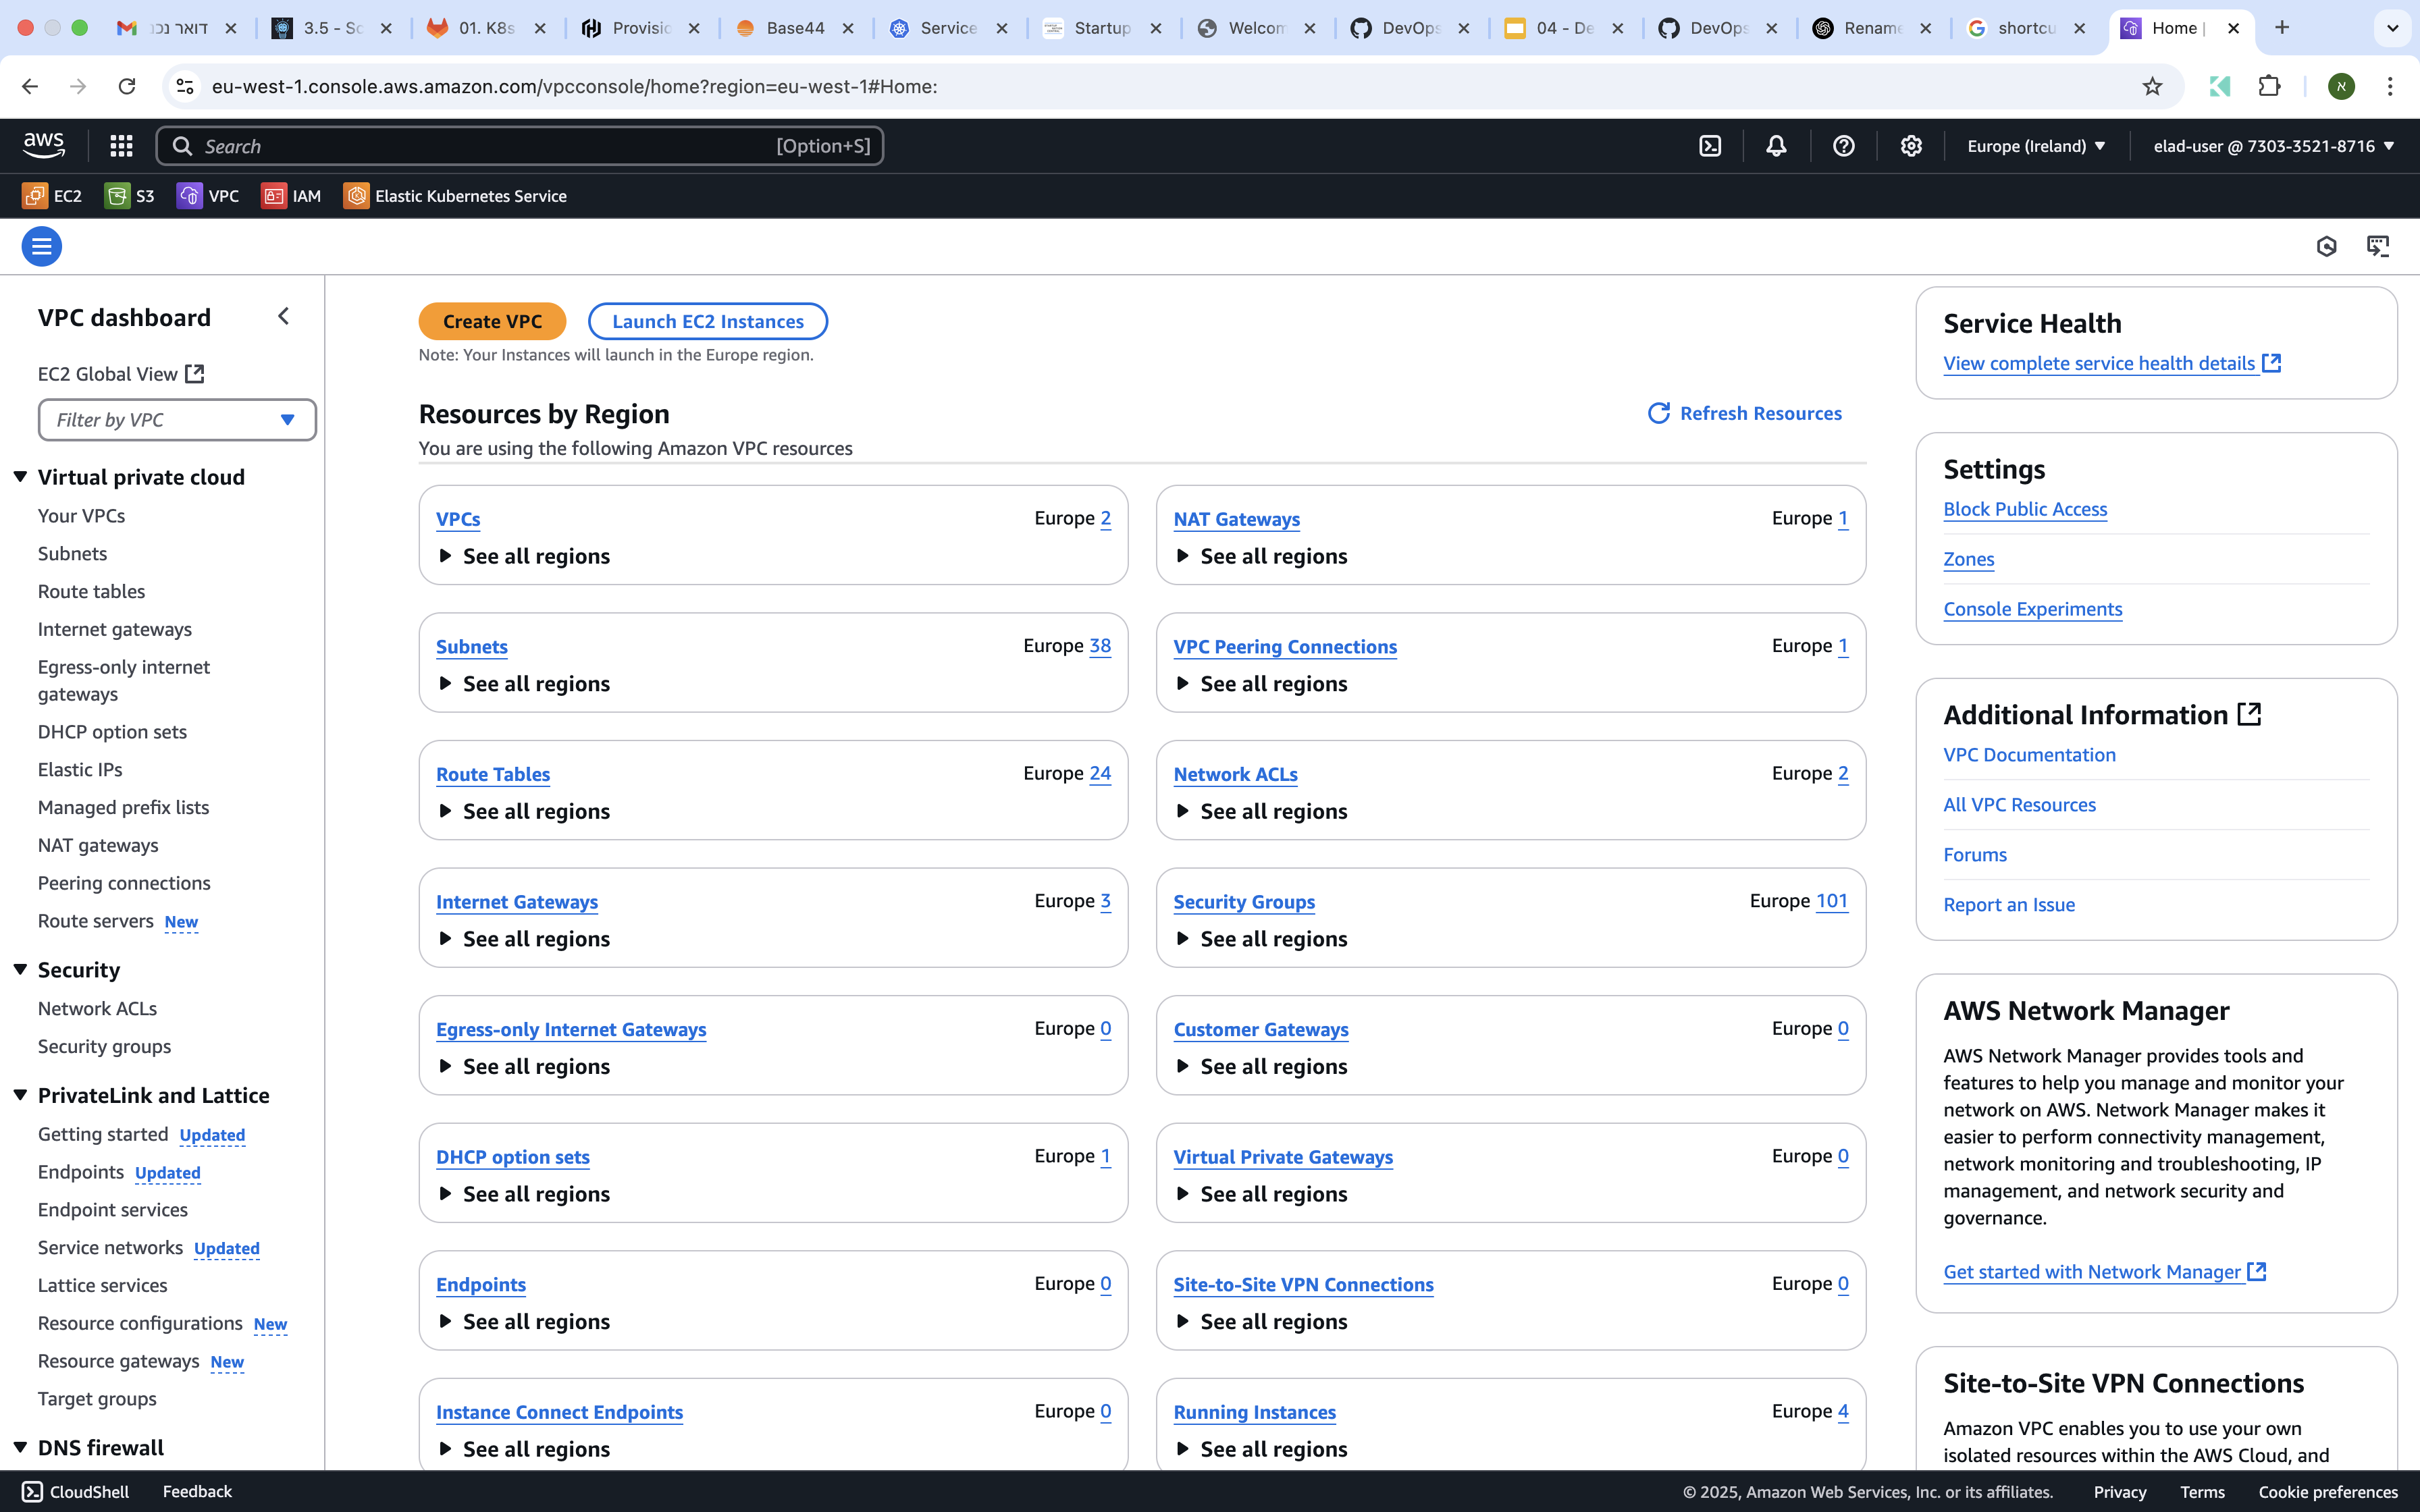 דואר נכנ
3.5 - Sc
01. K8s
Provisio
Base44
Service
Startup
Welcom
DevOps
04 - De
DevOps
Rename
shortcu
Home |
eu-west-1.console.aws.amazon.com/vpcconsole/home?region=eu-west-1#Home:
א
aws
Search
[Option+S]
Europe (Ireland)
elad-user @ 7303-3521-8716
EC2
S3
VPC
IAM
Elastic Kubernetes Service
VPC dashboard
EC2 Global View
Filter by VPC
Virtual private cloud
Your VPCs
Subnets
Route tables
Internet gateways
Egress-only internet
gateways
DHCP option sets
Elastic IPs
Managed prefix lists
NAT gateways
Peering connections
Route servers New
Security
Network ACLs
Security groups
PrivateLink and Lattice
Getting started Updated
Endpoints Updated
Endpoint services
Service networks Updated
Lattice services
Resource configurations New
Resource gateways New
Target groups
DNS firewall
Create VPC
Launch EC2 Instances
Note: Your Instances will launch in the Europe region.
Resources by Region
Refresh Resources
You are using the following Amazon VPC resources
VPCs
Europe 2
See all regions
NAT Gateways
Europe 1
See all regions
Subnets
Europe 38
See all regions
VPC Peering Connections
Europe 1
See all regions
Route Tables
Europe 24
See all regions
Network ACLs
Europe 2
See all regions
Internet Gateways
Europe 3
See all regions
Security Groups
Europe 101
See all regions
Egress-only Internet Gateways
Europe 0
See all regions
Customer Gateways
Europe 0
See all regions
DHCP option sets
Europe 1
See all regions
Virtual Private Gateways
Europe 0
See all regions
Endpoints
Europe 0
See all regions
Site-to-Site VPN Connections
Europe 0
See all regions
Instance Connect Endpoints
Europe 0
See all regions
Running Instances
Europe 4
See all regions
Service Health
View complete service health details
Settings
Block Public Access
Zones
Console Experiments
Additional Information
VPC Documentation
All VPC Resources
Forums
Report an Issue
AWS Network Manager
AWS Network Manager provides tools and
features to help you manage and monitor your
network on AWS. Network Manager makes it
easier to perform connectivity management,
network monitoring and troubleshooting, IP
management, and network security and
governance.
Get started with Network Manager
Site-to-Site VPN Connections
Amazon VPC enables you to use your own
isolated resources within the AWS Cloud, and
CloudShell
Feedback
© 2025, Amazon Web Services, Inc. or its affiliates.
Privacy
Terms
Cookie preferences